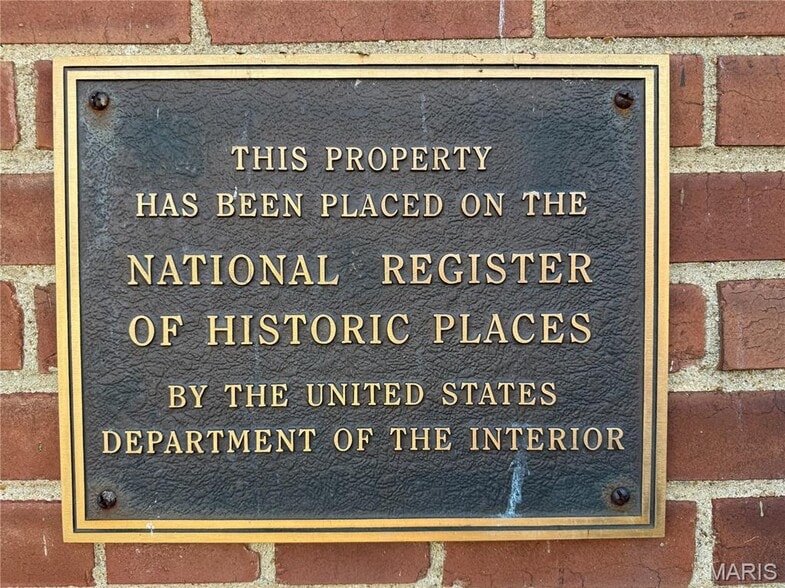 THIS PROPERTY
HAS BEEN PLACED ON THE
NATIONAL REGISTER
OF HISTORIC PLACES
BY THE UNITED STATES
DEPARTMENT OF THE INTERIOR
MARIS